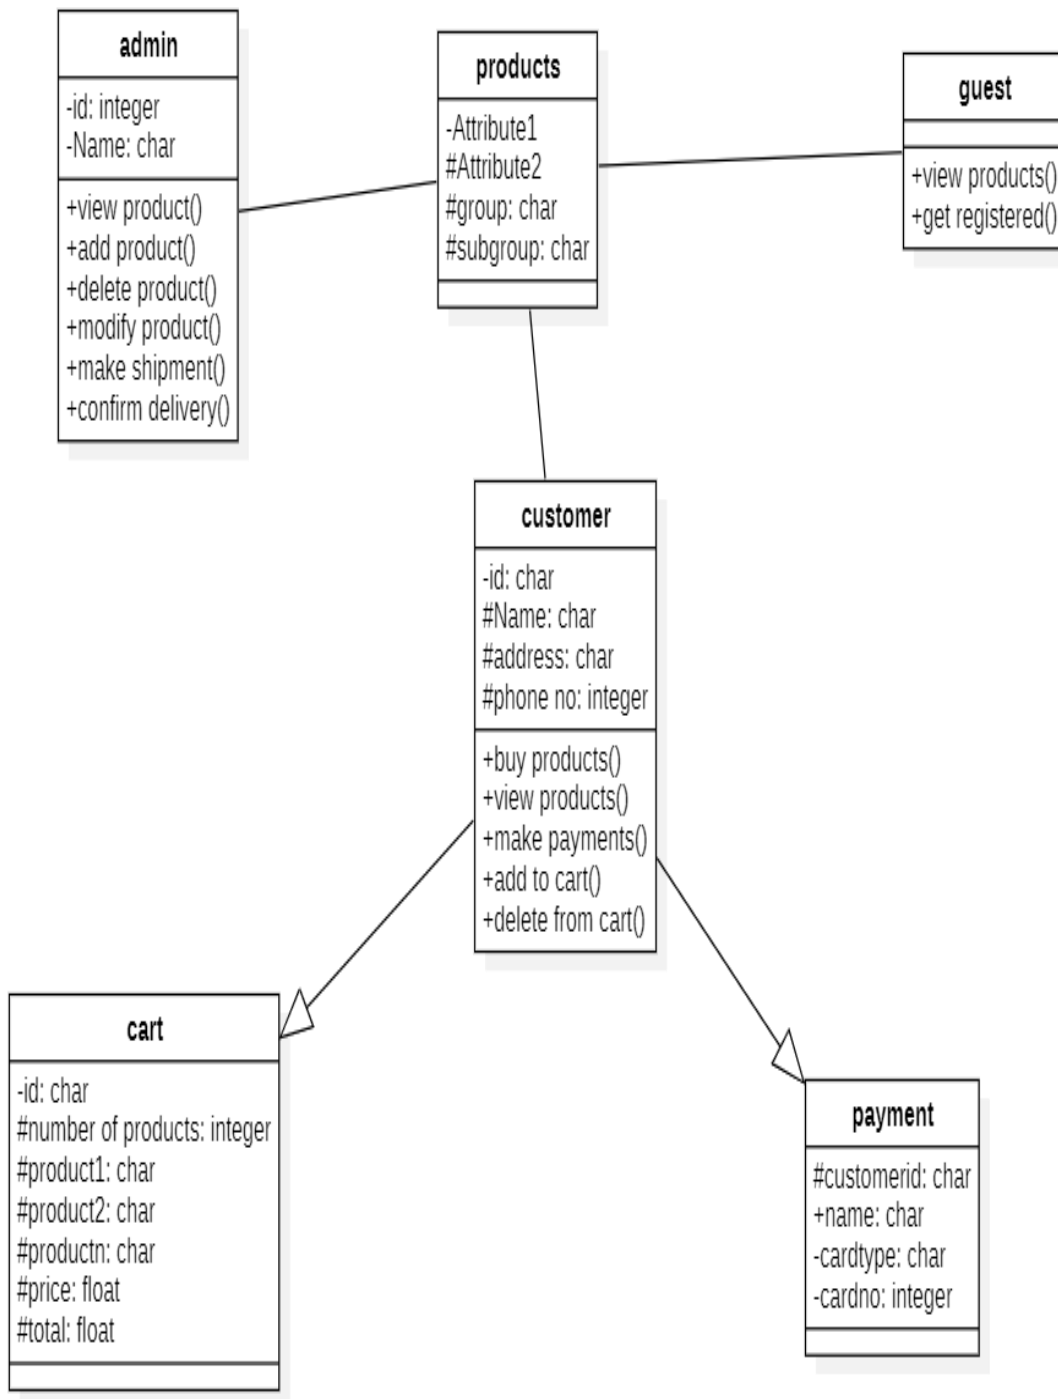 admin
-id: integer
-Name: char
+view product()
+add product()
+delete product()
+modify product()
+make shipment()
+confirm delivery()
products
-Attribute1
#Attribute2
#group: char
#subgroup: char
guest
+view products()
+get registered()
customer
-id: char
#Name: char
#address: char
#phone no: integer
+buy products()
+view products()
+make payments()
+add to cart()
+delete from cart()
cart
-id: char
#number of products: integer
#product1: char
#product2: char
#productn: char
#price: float
#total: float
payment
#customerid: char
+name: char
-cardtype: char
-cardno: integer